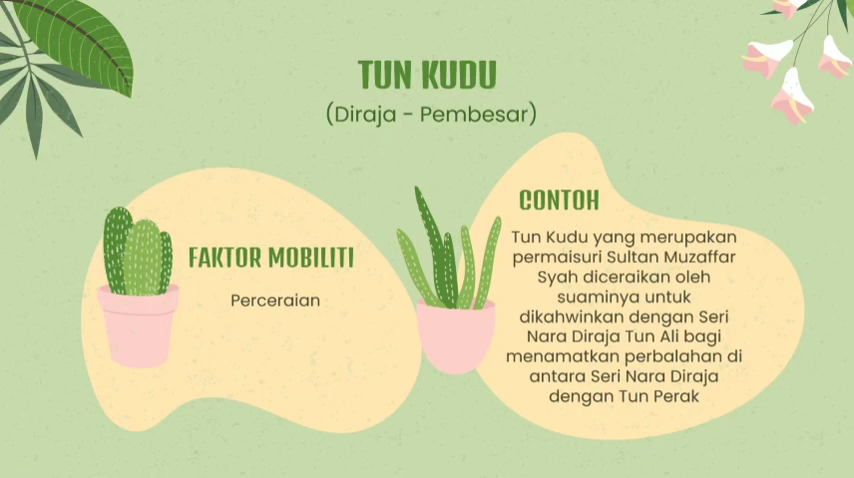 TUN KUDU
(Diraja - Pembesar)
FAKTOR MOBILITI
Perceraian
CONTOH
Tun Kudu yang merupakan
permaisuri Sultan Muzaffar
Syah diceraikan oleh
suaminya untuk
dikahwinkan dengan Seri
Nara Diraja Tun Ali bagi
menamatkan perbalahan di
antara Seri Nara Diraja
dengan Tun Perak